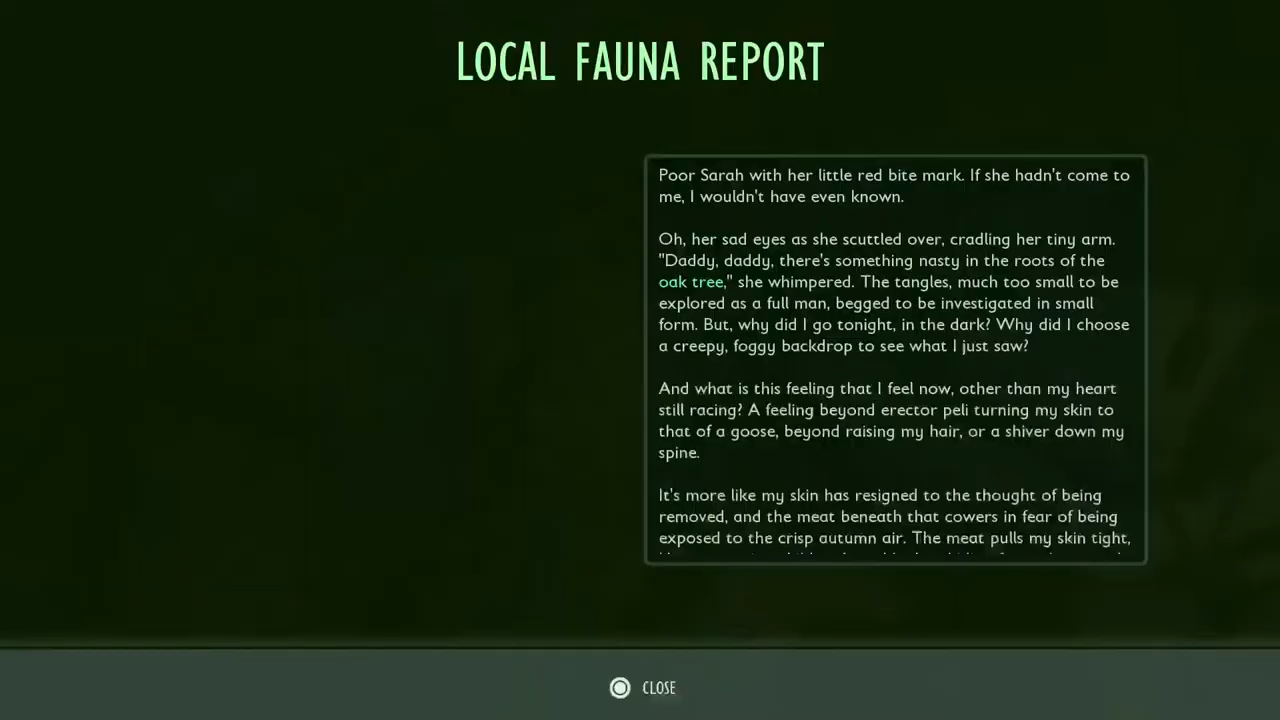 LOCAL FAUNA REPORT
Poor Sarah with her little red bite mark. If she hadn't come to
me, I wouldn't have even known.
Oh, her sad eyes as she scuttled over, cradling her tiny arm.
"Daddy, daddy, there's something nasty in the roots of the
oak tree," she whimpered. The tangles, much too small to be
explored as a full man, begged to be investigated in small
form. But, why did I go tonight, in the dark? Why did I choose
a creepy, foggy backdrop to see what I just saw?
And what is this feeling that I feel now, other than my heart
still racing? A feeling beyond erector peli turning my skin to
that of a goose, beyond raising my hair, or a shiver down my
spine.
It's more like my skin has resigned to the thought of being
removed, and the meat beneath that cowers in fear of being
exposed to the crisp autumn air. The meat pulls my skin tight,
CLOSE